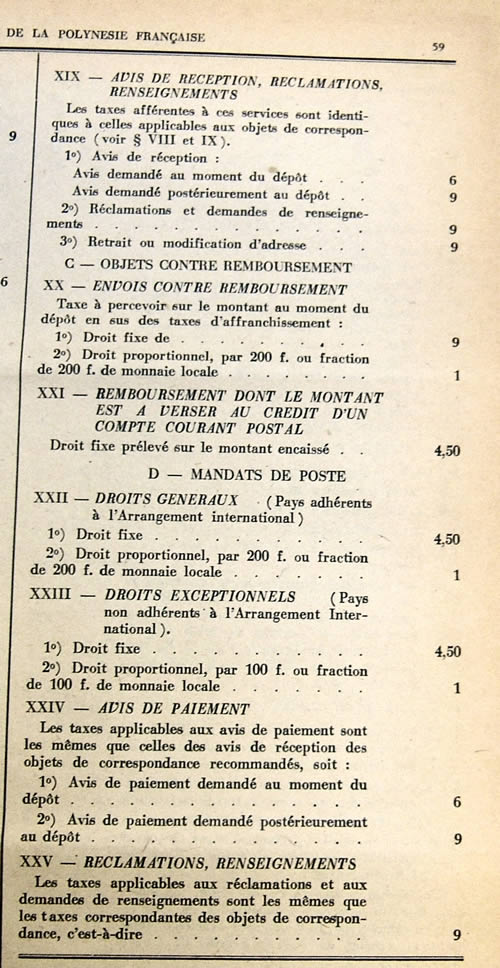 DE LA POLYNESIE FRANÇAISE 59
XIX — AVIS DE RECEPTION, RECLAMATIONS,
RENSEIGNEMENTS
Les taxes afférentes à ces services sont identi-
ques à celles applicables aux objets de correspon-
dance (voir § VIII et IX).
9
1º) Avis de réception :
Avis demandé au moment du dépôt . . . 6
Avis demandé postérieurement au dépôt . . 9
2º) Réclamations et demandes de renseigne-
ments . . . . . . . . . . . . . . 9
3º) Retrait ou modification d'adresse . . . 9
C — OBJETS CONTRE REMBOURSEMENT
6
XX — ENVOIS CONTRE REMBOURSEMENT
Taxe à percevoir sur le montant au moment du
dépôt en sus des taxes d'affranchissement :
1º) Droit fixe de . . . . . . . . . . 9
2º) Droit proportionnel, par 200 f. ou fraction
de 200 f. de monnaie locale . . . . . . . 1
XXI — REMBOURSEMENT DONT LE MONTANT
EST A VERSER AU CREDIT D'UN
COMPTE COURANT POSTAL
Droit fixe prélevé sur le montant encaissé . . 4,50
D — MANDATS DE POSTE
XXII — DROITS GENERAUX (Pays adhérents
à l'Arrangement international)
1º) Droit fixe . . . . . . . . . . . 4,50
2º) Droit proportionnel, par 200 f. ou fraction
de 200 f. de monnaie locale . . . . . . . 1
XXIII — DROITS EXCEPTIONNELS (Pays
non adhérents à l'Arrangement Inter-
national).
1º) Droit fixe . . . . . . . . . . . 4,50
2º) Droit proportionnel, par 100 f. ou fraction
de 100 f. de monnaie locale . . . . . . . 1
XXIV — AVIS DE PAIEMENT
Les taxes applicables aux avis de paiement sont
les mêmes que celles des avis de réception des
objets de correspondance recommandés, soit :
1º) Avis de paiement demandé au moment du
dépôt . . . . . . . . . . . . . . . 6
2º) Avis de paiement demandé postérieurement
au dépôt . . . . . . . . . . . . . . 9
XXV — RECLAMATIONS, RENSEIGNEMENTS
Les taxes applicables aux réclamations et aux
demandes de renseignements sont les mêmes que
les taxes correspondantes des objets de correspon-
dance, c'est-à-dire . . . . . . . . . . . 9